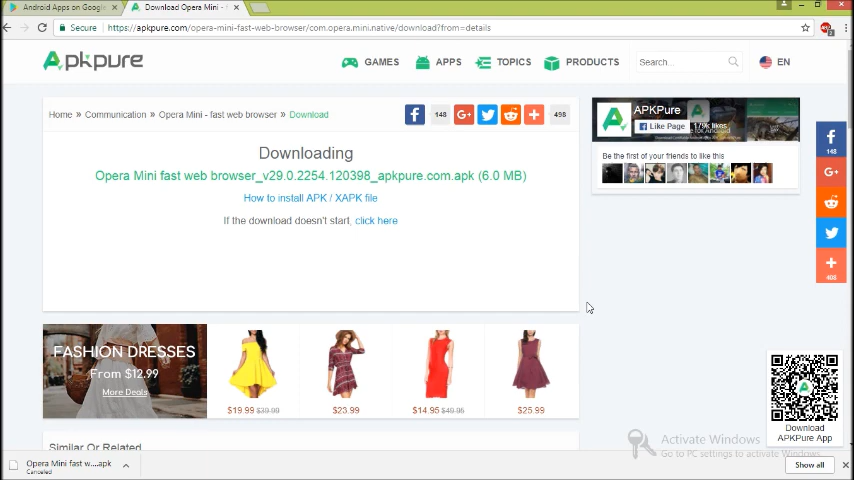 Android Apps on Google
Download Opera Mini - f
Secure
https://apkpure.com/opera-mini-fast-web-browser/com.opera.mini.native/download?from=details
ApkPure
GAMES
APPS
TOPICS
PRODUCTS
Search...
EN
Home » Communication » Opera Mini - fast web browser » Download
148
498
Downloading
Opera Mini fast web browser_v29.0.2254.120398_apkpure.com.apk (6.0 MB)
How to install APK / XAPK file
If the download doesn't start, click here
APKPure
Like Page
179k likes
Be the first of your friends to like this
148
498
FASHION DRESSES
From $12.99
More Deals
$19.99 $39.99
$23.99
$14.95 $49.95
$25.99
Download
APKPure App
Similar Or Related
Activate Windows
Go to PC settings to activate Windows.
Opera Mini fast w....apk
Canceled
Show all